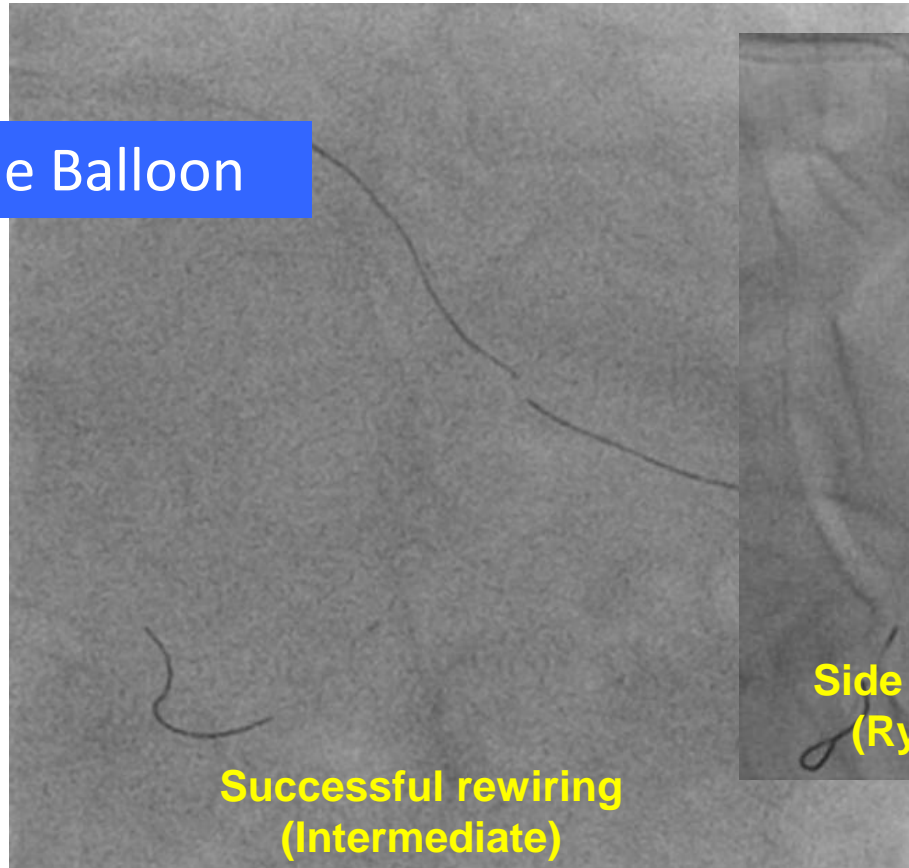 e Balloon
Side
(Ry
Successful rewiring
(Intermediate)